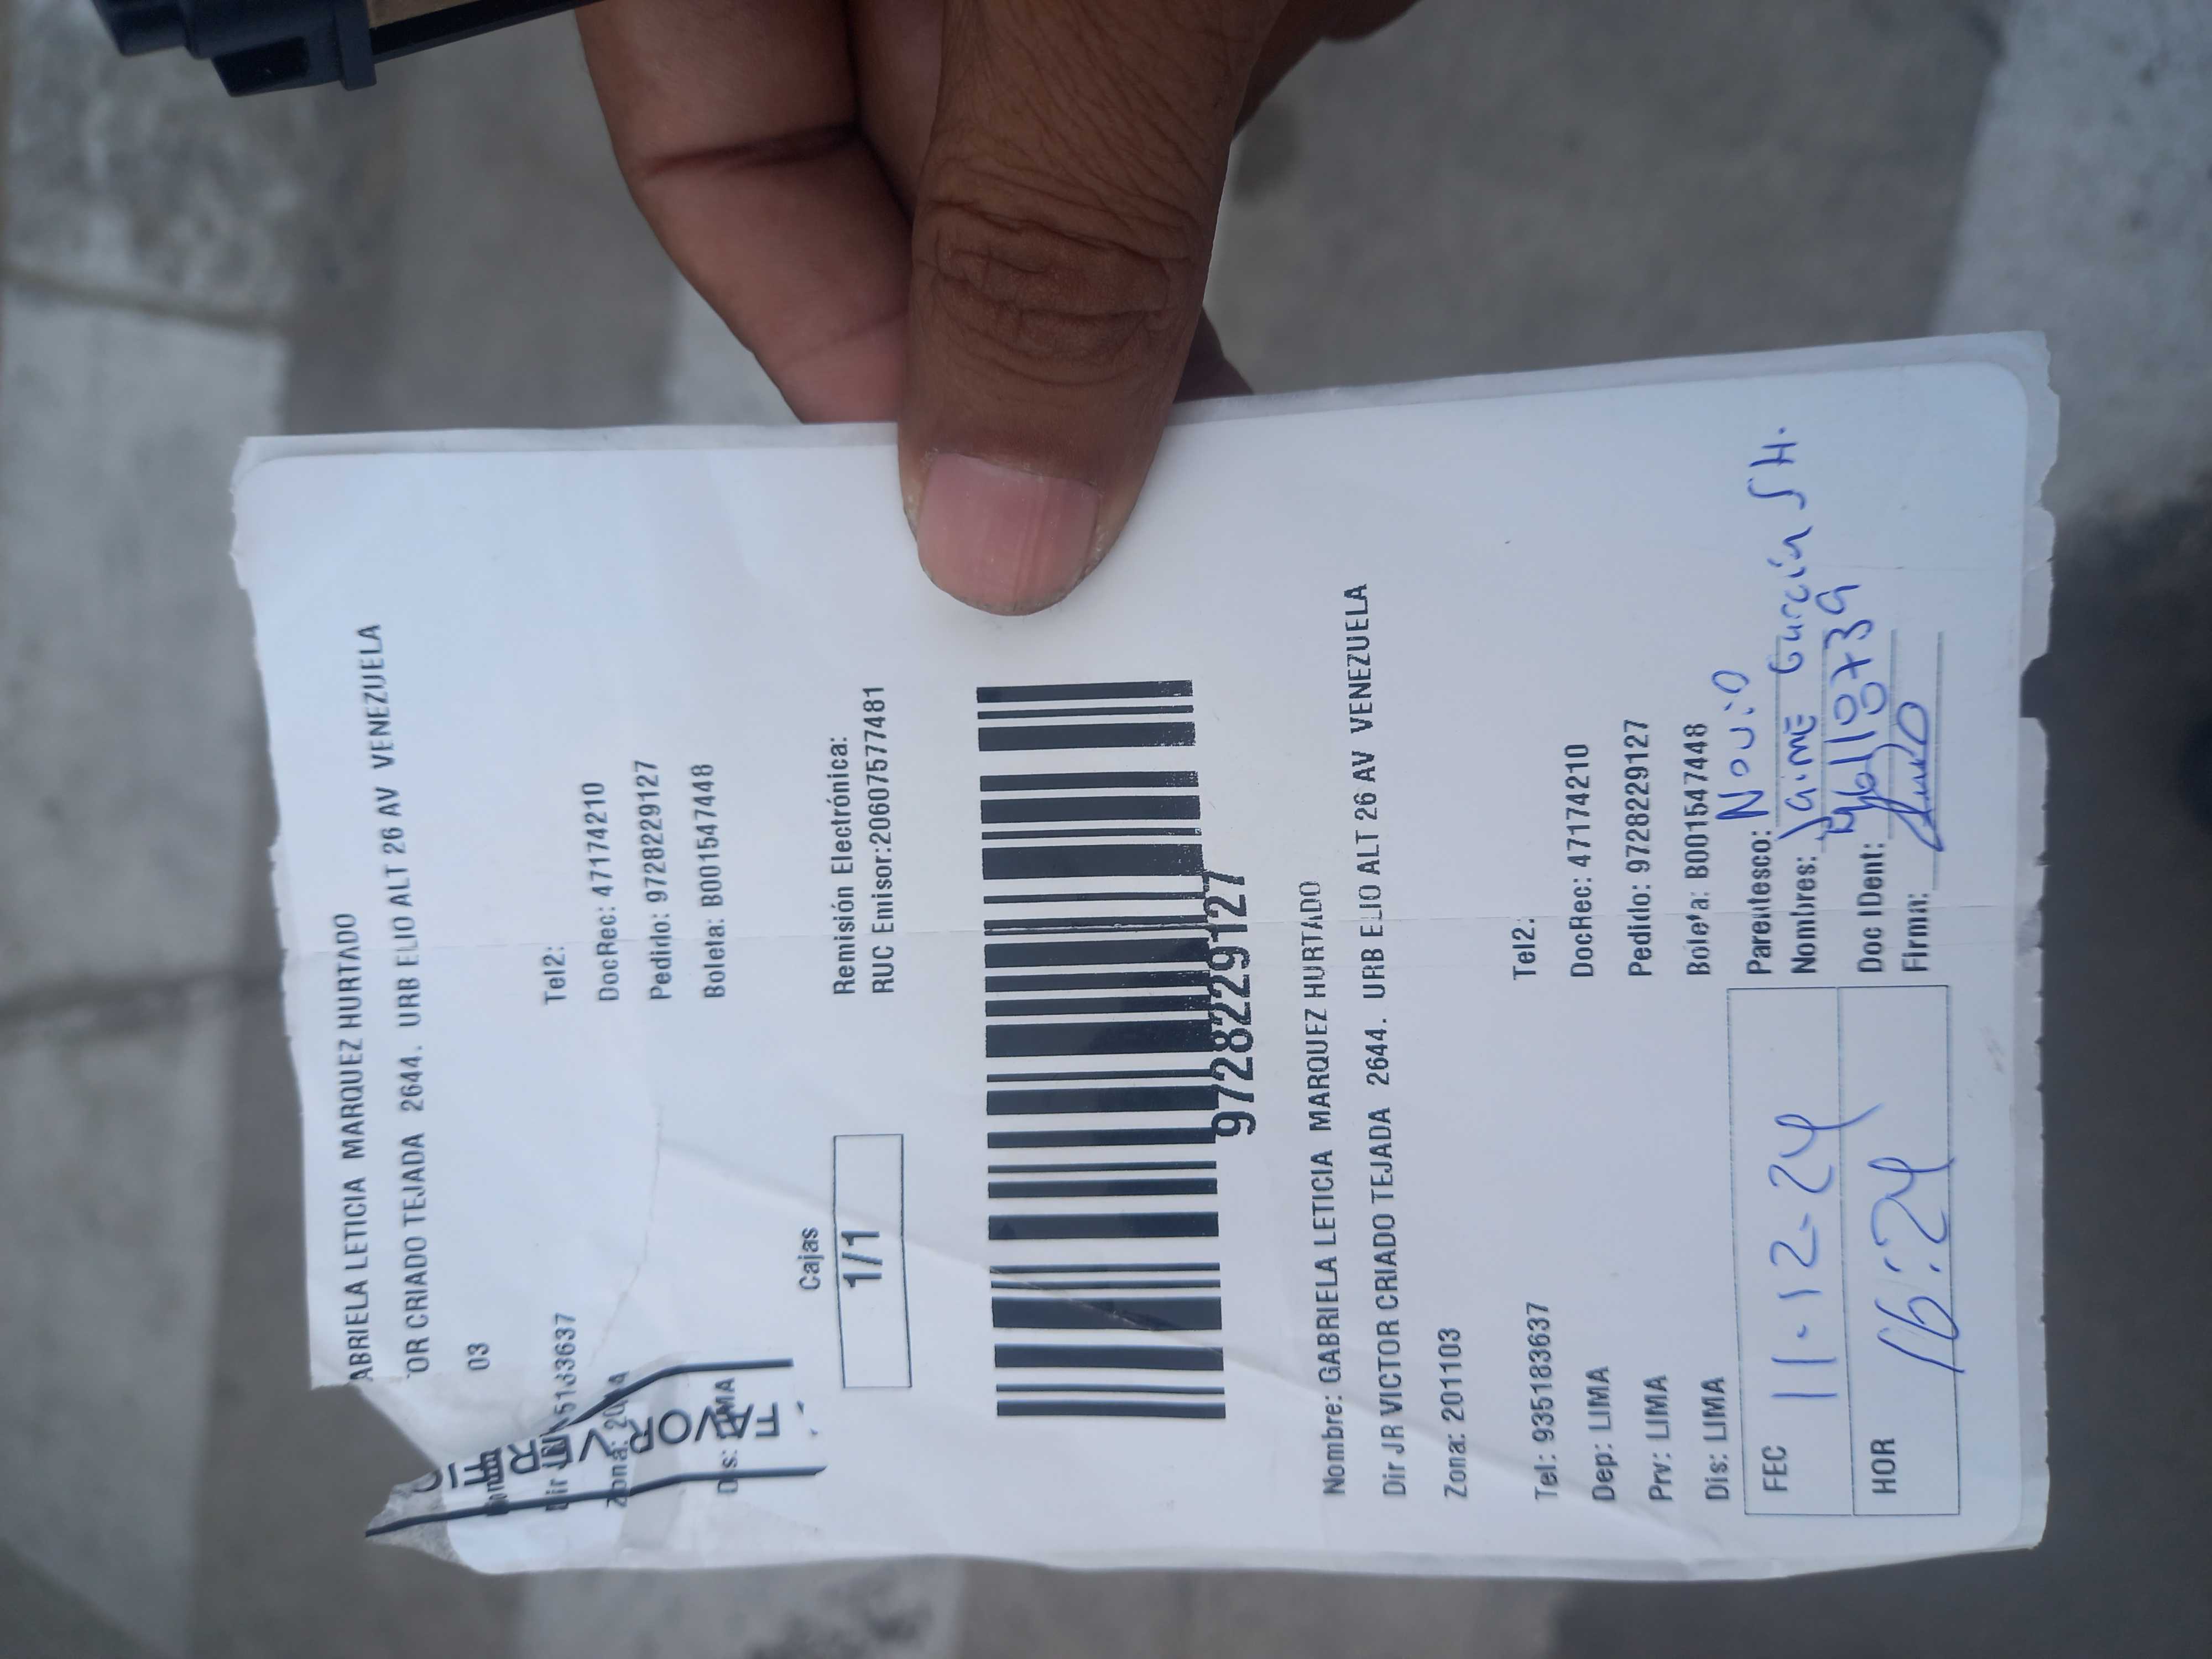 ABRIELA LETICIA MARQUEZ HURTADO
OR CRIADO TEJADA 2644. URB ELIO ALT 26 AV VENEZUELA
03
Tel2:
DocRec: 47174210
Pedido: 9728229127
Boleta: B001547448
Cajas
1/1
Remisión Electrónica:
RUC Emisor:20607577481
9728229127
Nombre: GABRIELA LETICIA MARQUEZ HURTADO
Dir JR VICTOR CRIADO TEJADA 2644. URB ELIO ALT 26 AV VENEZUELA
Zona: 201103
Tel: 935183637 Tel2:
Dep: LIMA DocRec: 47174210
Prv: LIMA Pedido: 9728229127
Dis: LIMA Boleta: B001547448
FEC 11-12-24
HOR 16:24
Parentesco: Novio
Nombres: Jaime García SH.
Doc IDent:
Firma: